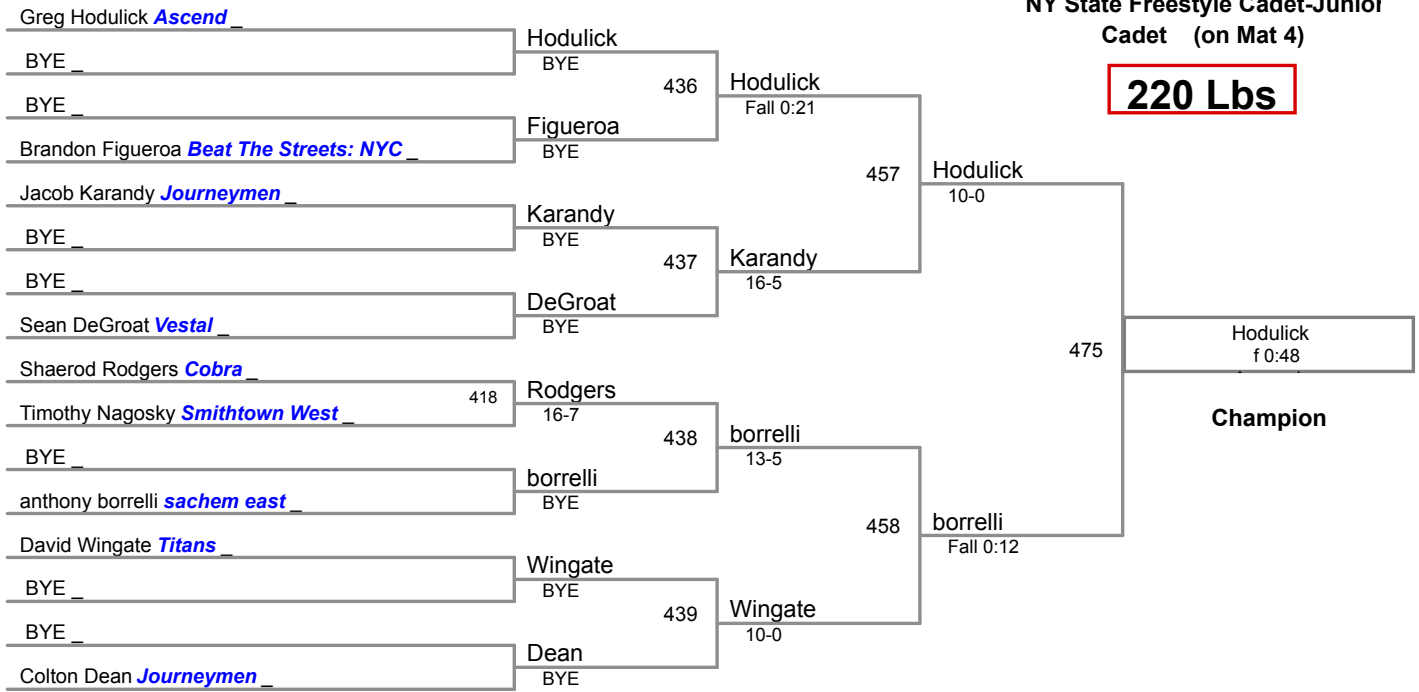 NY State Freestyle Cadet-Junior
Cadet (on Mat 4)
220 Lbs
Greg Hodulick Ascend _
BYE _
BYE _
Brandon Figueroa Beat The Streets: NYC _
Jacob Karandy Journeymen _
BYE _
BYE _
Sean DeGroat Vestal _
Shaerod Rodgers Cobra _
418
Timothy Nagosky Smithtown West _
BYE _
anthony borrelli sachem east _
David Wingate Titans _
BYE _
BYE _
Colton Dean Journeymen _
Hodulick
BYE
436
Figueroa
BYE
Karandy
BYE
437
DeGroat
BYE
Rodgers
16-7
438
borrelli
BYE
Wingate
BYE
439
Dean
BYE
Hodulick
Fall 0:21
457
Karandy
16-5
borrelli
13-5
458
Wingate
10-0
Hodulick
10-0
475
borrelli
Fall 0:12
Hodulick
f 0:48
Champion